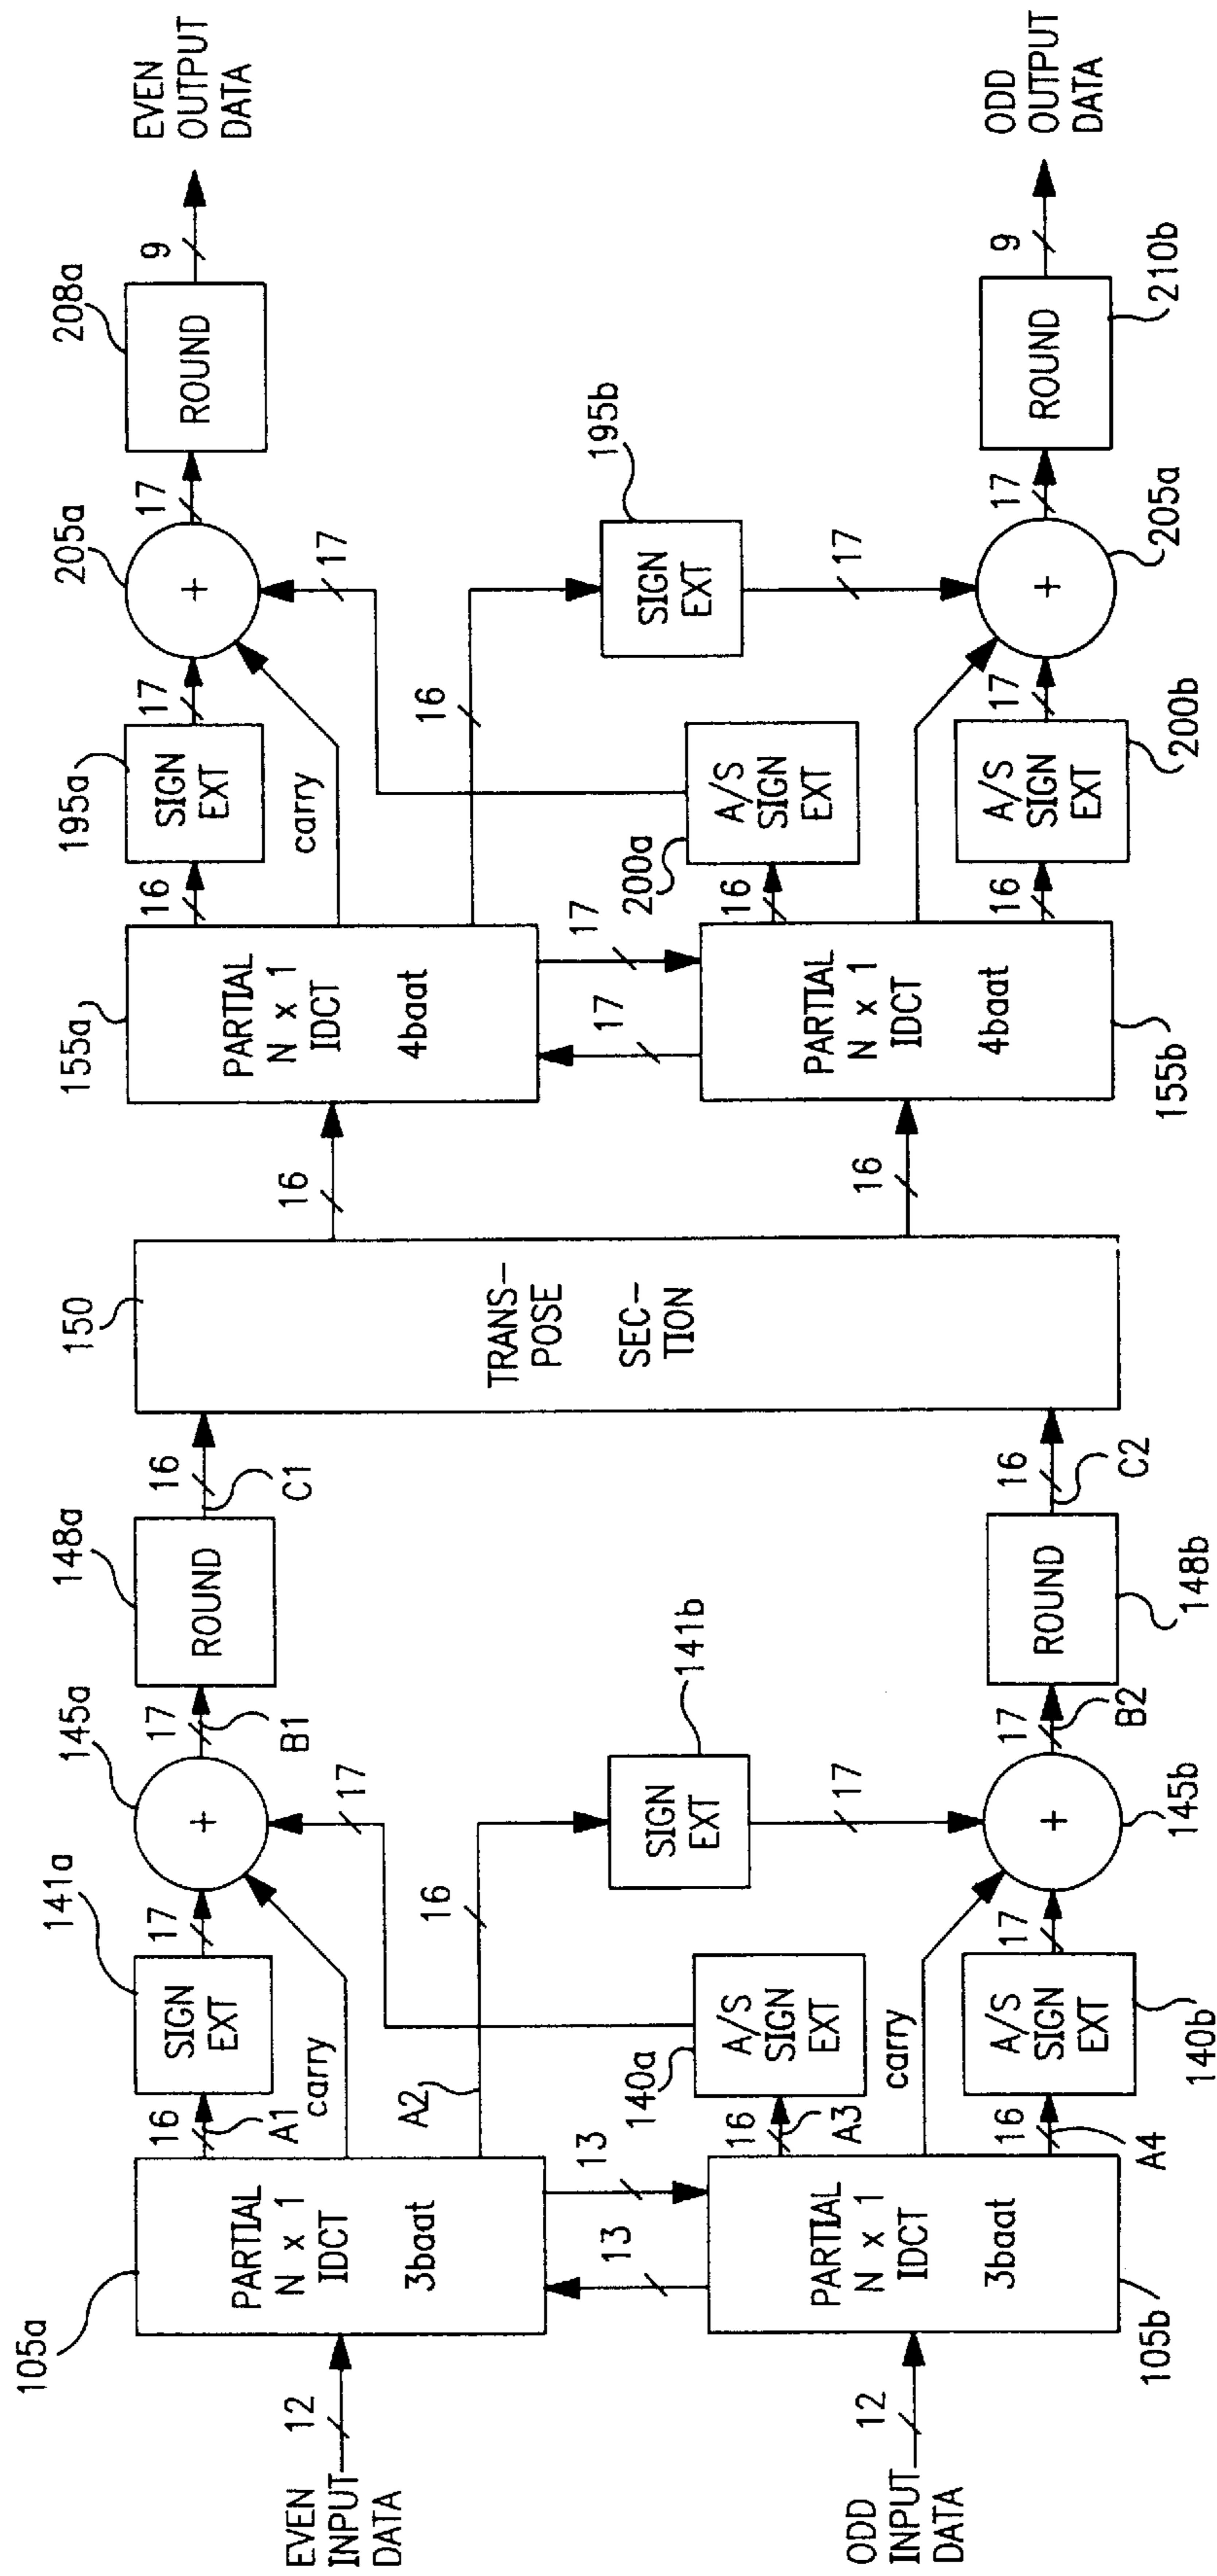 EVEN
INPUT
DATA
12
105a
PARTIAL
N x 1
IDCT
3baat
16
A1
carry
A2
16
141a
SIGN
EXT
17
145a
+
17
B1
17
148a
ROUND
16
C1
13
13
ODD
INPUT
DATA
12
105b
PARTIAL
N x 1
IDCT
3baat
16
A3
carry
16
A4
140a
A/S
SIGN
EXT
A/S
SIGN
EXT
140b
17
141b
SIGN
EXT
17
+
145b
17
B2
ROUND
148b
16
C2
150
TRANS-
POSE
SEC-
TION
16
16
155a
PARTIAL
N x 1
IDCT
4baat
16
carry
16
195a
SIGN
EXT
17
205a
+
17
17
208a
ROUND
9
EVEN
OUTPUT
DATA
17
17
PARTIAL
N x 1
IDCT
4baat
155b
16
16
200a
A/S
SIGN
EXT
A/S
SIGN
EXT
200b
17
195b
SIGN
EXT
17
+
205a
17
ROUND
210b
9
ODD
OUTPUT
DATA